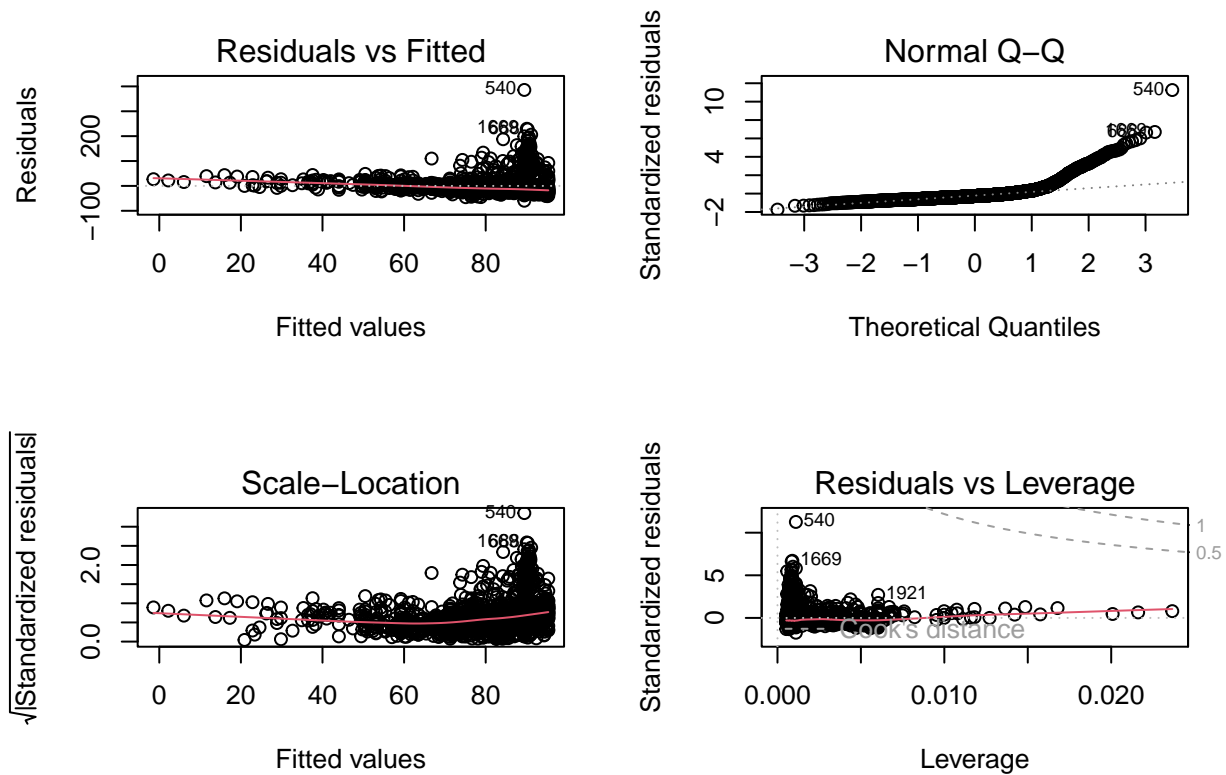 Residuals vs Fitted
Residuals
200
−100
540
0 20 40 60 80
Fitted values
Normal Q−Q
Standardized residuals
10
4
−2
540
−3 −2 −1 0 1 2 3
Theoretical Quantiles
Scale−Location
√|Standardized residuals|
2.0
0.0
540
0 20 40 60 80
Fitted values
Residuals vs Leverage
Standardized residuals
5
0
540
1669
1921
1
0.5
Cook's distance
0.000 0.010 0.020
Leverage